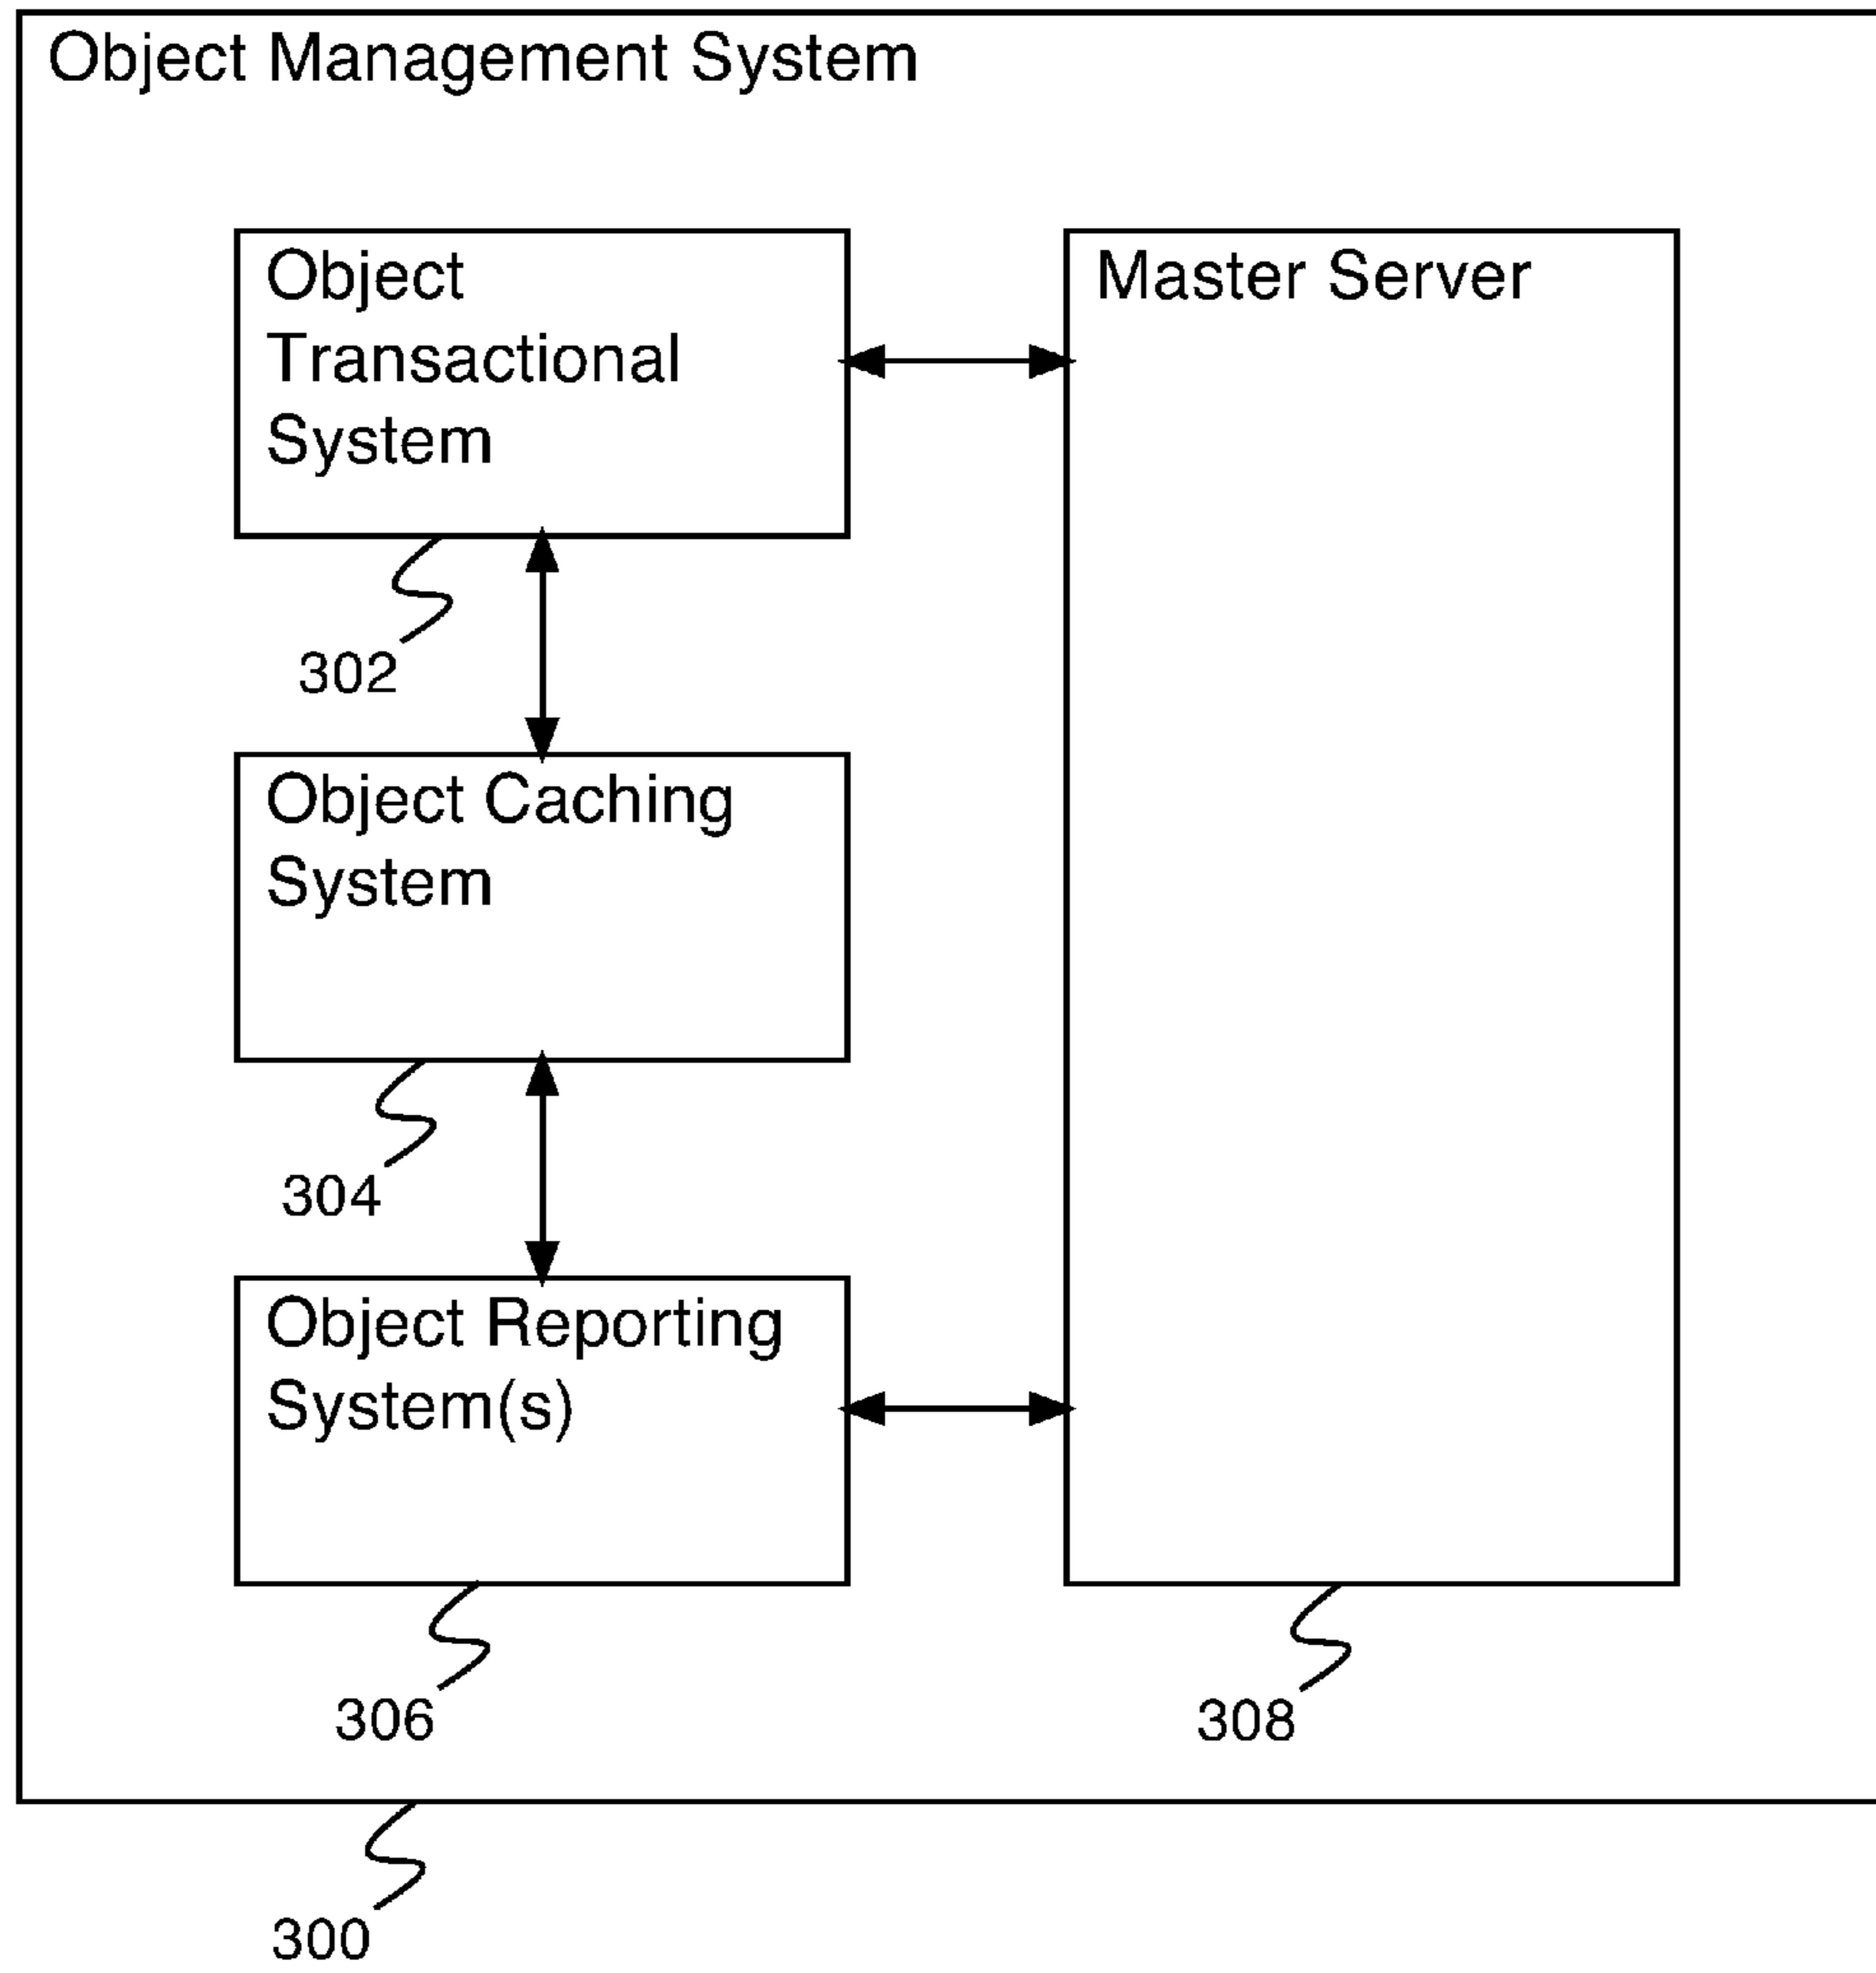 Object Management System
Object
Transactional
System
Master Server
302
Object Caching
System
304
Object Reporting
System(s)
306
308
300